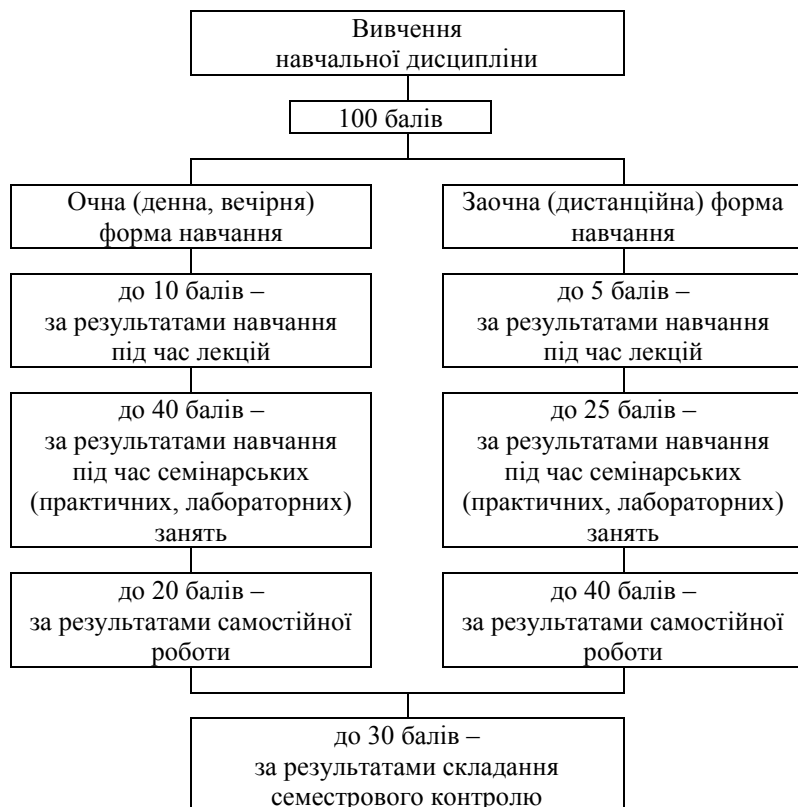 Вивчення
навчальної дисципліни
100 балів
Очна (денна, вечірня)
форма навчання
Заочна (дистанційна) форма
навчання
до 10 балів –
за результатами навчання
під час лекцій
до 5 балів –
за результатами навчання
під час лекцій
до 40 балів –
за результатами навчання
під час семінарських
(практичних, лабораторних)
занять
до 25 балів –
за результатами навчання
під час семінарських
(практичних, лабораторних)
занять
до 20 балів –
за результатами самостійної
роботи
до 40 балів –
за результатами самостійної
роботи
до 30 балів –
за результатами складання
семестрового контролю